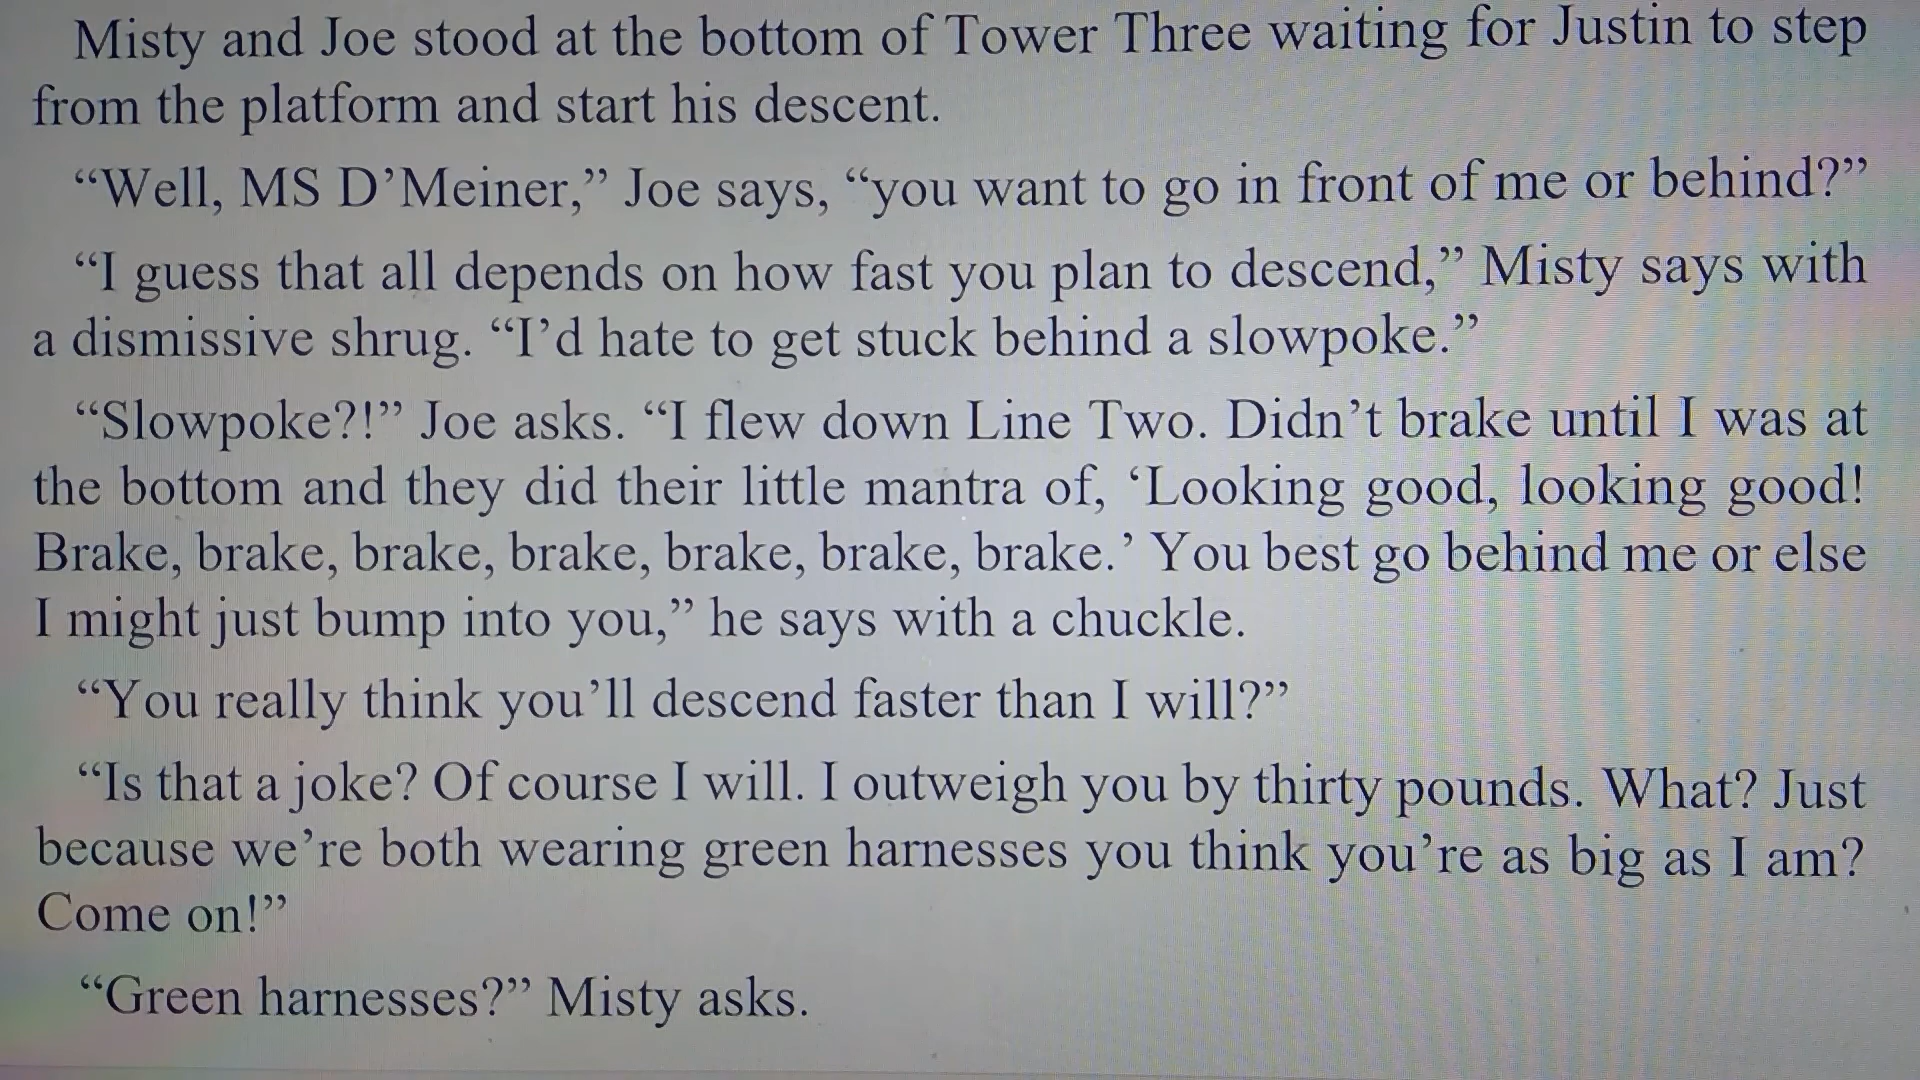 Misty and Joe stood at the bottom of Tower Three waiting for Justin to step
from the platform and start his descent.
“Well, MS D’Meiner,” Joe says, “you want to go in front of me or behind?”
“I guess that all depends on how fast you plan to descend,” Misty says with
a dismissive shrug. “I’d hate to get stuck behind a slowpoke.”
“Slowpoke?!” Joe asks. “I flew down Line Two. Didn’t brake until I was at
the bottom and they did their little mantra of, ‘Looking good, looking good!
Brake, brake, brake, brake, brake, brake, brake.’ You best go behind me or else
I might just bump into you,” he says with a chuckle.
“You really think you’ll descend faster than I will?”
“Is that a joke? Of course I will. I outweigh you by thirty pounds. What? Just
because we’re both wearing green harnesses you think you’re as big as I am?
Come on!”
“Green harnesses?” Misty asks.